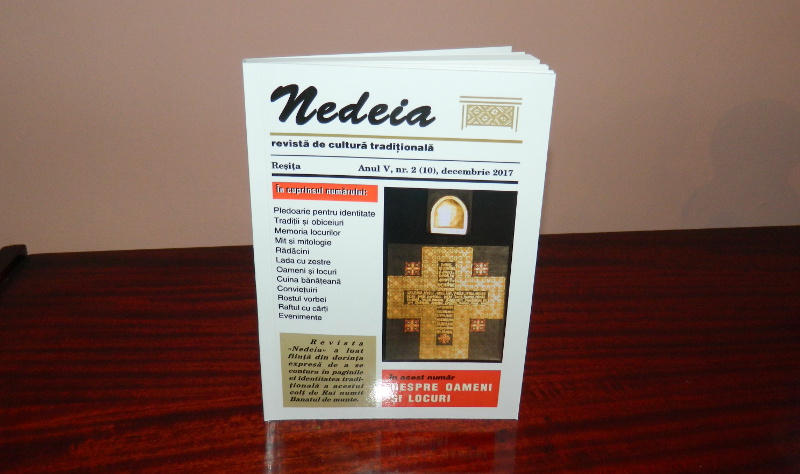 Nedeia
revistă de cultură tradițională
Reșița
Anul V, nr. 2 (10), decembrie 2017
În cuprinsul numărului:
Pledoarie pentru identitate
Tradiții și obiceiuri
Memoria locurilor
Mit si mitologie
Rădăcini
Lada cu zestre
Oameni și locuri
Cuina bănățeană
Conviețuiri
Rostul vorbei
Raftul cu cărți
Evenimente
Revista
«Nedeia» a luat
ființă din dorința
expresă de a se
contura în paginile
ei identitatea tradi-
țională a acestui
colț de Rai numit
Banatul de munte.
În acest număr
DESPRE OAMENI
ȘI LOCURI